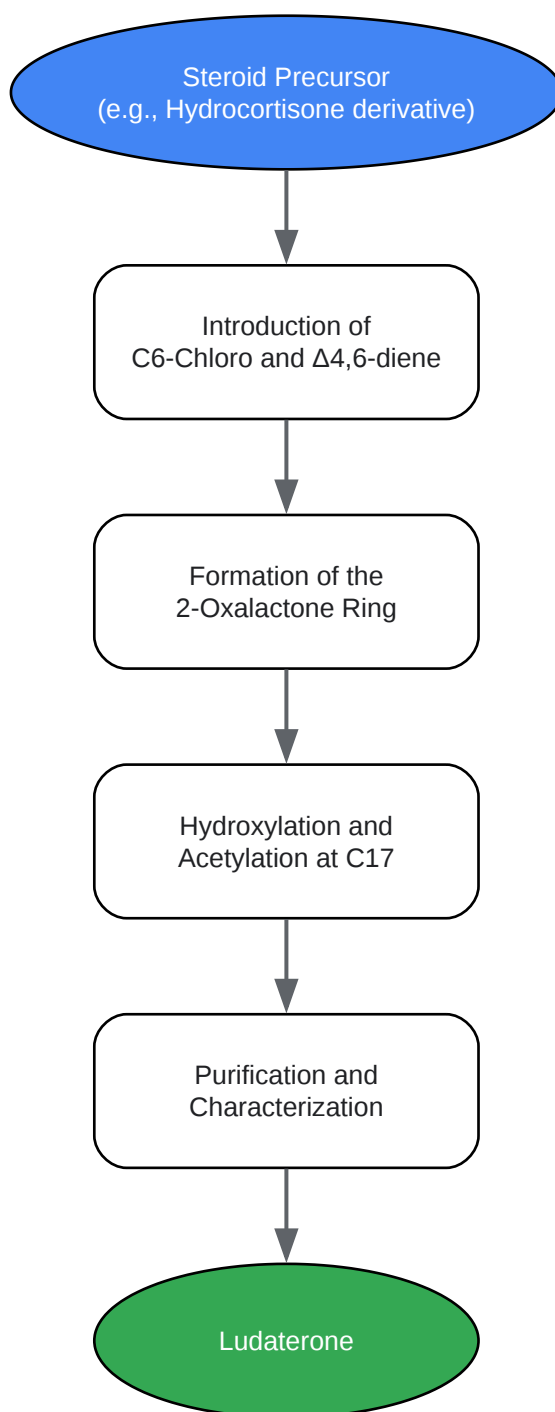 Steroid Precursor
(e.g., Hydrocortisone derivative)
Introduction of
C6-Chloro and Δ4,6-diene
Formation of the
2-Oxalactone Ring
Hydroxylation and
Acetylation at C17
Purification and
Characterization
Ludaterone